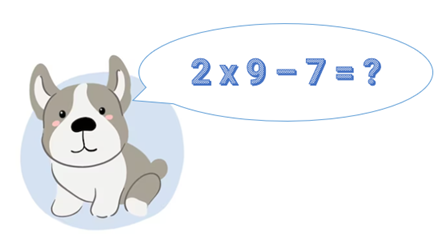 2 x 9 – 7 = ?